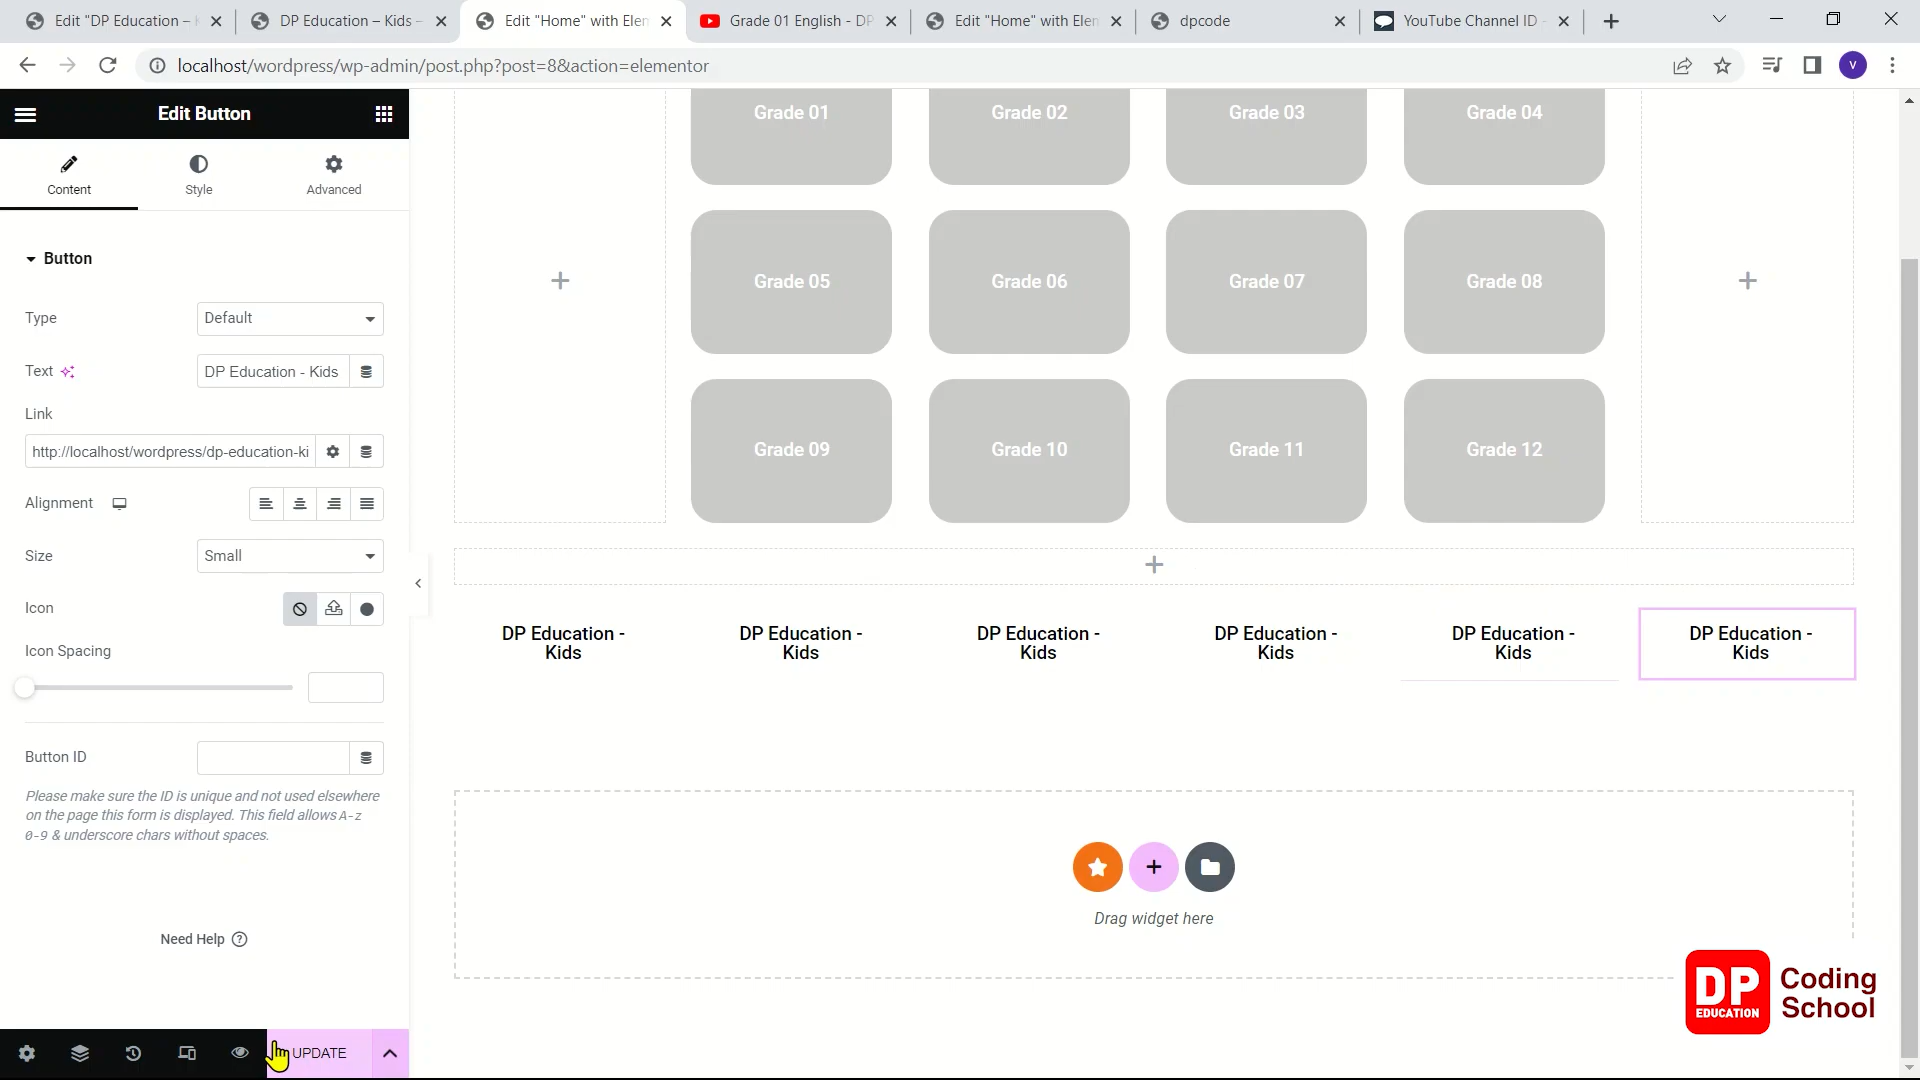 Edit "DP Education –
DP Education – Kids –
Edit "Home" with Elem
Grade 01 English - DP
Edit "Home" with Elem
dpcode
YouTube Channel ID -
localhost/wordpress/wp-admin/post.php?post=8&action=elementor
V
Edit Button
Content
Style
Advanced
Button
Type
Default
Text
DP Education - Kids
Link
http://localhost/wordpress/dp-education-ki
Alignment
Size
Small
Icon
Icon Spacing
Button ID
Please make sure the ID is unique and not used elsewhere
on the page this form is displayed. This field allows A-z
0-9 & underscore chars without spaces.
Need Help
UPDATE
Grade 01
Grade 02
Grade 03
Grade 04
Grade 05
Grade 06
Grade 07
Grade 08
Grade 09
Grade 10
Grade 11
Grade 12
DP Education -
Kids
DP Education -
Kids
DP Education -
Kids
DP Education -
Kids
DP Education -
Kids
DP Education -
Kids
Drag widget here
DP
EDUCATION
Coding
School